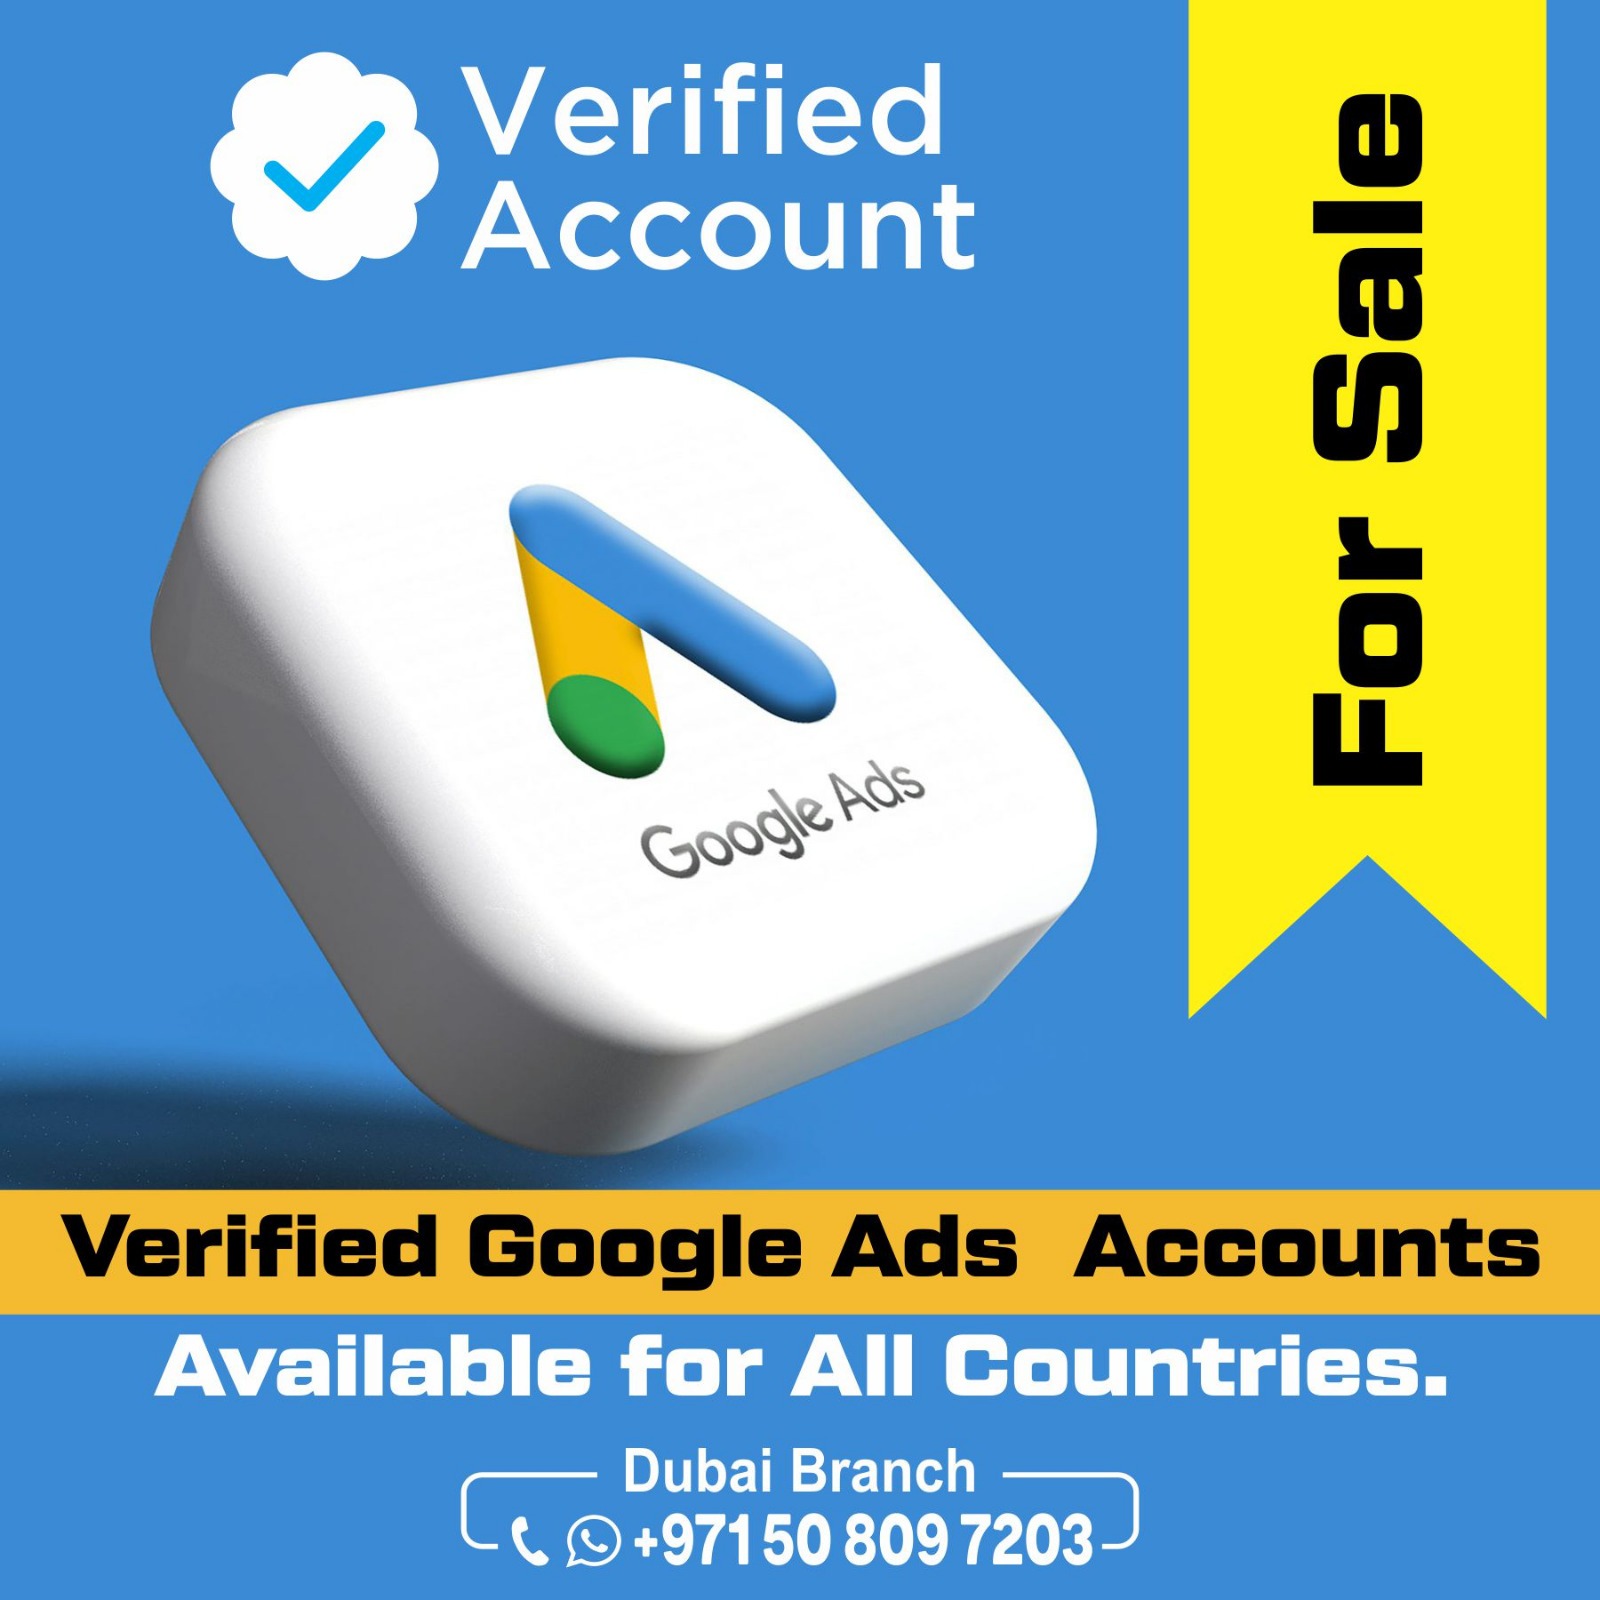 Verified
Account
For Sale
Google Ads
Verified Google Ads Accounts
Available for All Countries.
Dubai Branch
+971 50 809 7203